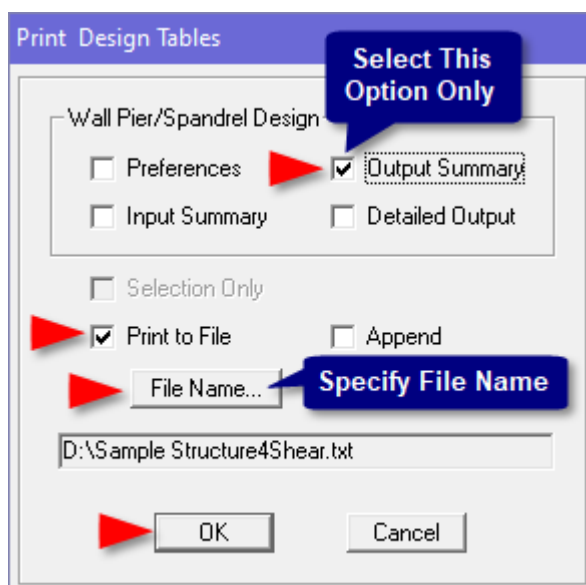 Print Design Tables
Select This
Option Only
Wall Pier/Spandrel Design
Preferences
Output Summary
Input Summary
Detailed Output
Selection Only
Print to File
Append
File Name...
Specify File Name
D:\Sample Structure4Shear.txt
OK
Cancel